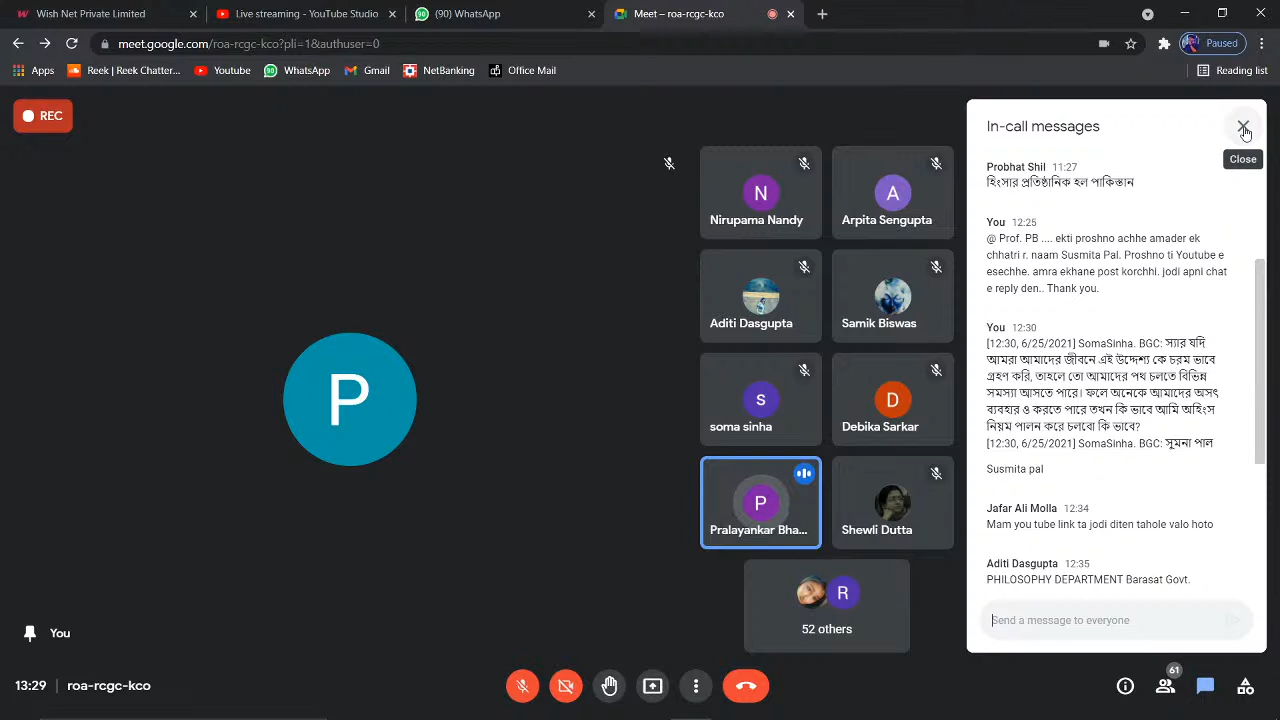 Wish Net Private Limited
Live streaming - YouTube Studio
(90) WhatsApp
Meet – roa-rcgc-kco
meet.google.com/roa-rcgc-kco?pli=1&authuser=0
Paused
Apps
Reek | Reek Chatter...
Youtube
WhatsApp
Gmail
NetBanking
Office Mail
Reading list
REC
In-call messages
Close
Probhat Shil 11:27
হিংসার প্রতিষ্ঠানিক হল পাকিস্তান
You 12:25
@ Prof. PB .... ekti proshno achhe amader ek
chhatri r. naam Susmita Pal. Proshno ti Youtube e
esechhe. amra ekhane post korchhi. jodi apni chat
e reply den.. Thank you.
You 12:30
[12:30, 6/25/2021] SomaSinha. BGC: স্যার যদি
আমরা আমাদের জীবনে এই উদ্দেশ্য কে চরম ভাবে
গ্রহণ করি, তাহলে তো আমাদের পথ চলতে বিভিন্ন
সমস্যা আসতে পারে। ফলে অনেকে আমাদের অসৎ
ব্যবহার ও করতে পারে তখন কি ভাবে আমি অহিংস
নিয়ম পালন করে চলবো কি ভাবে?
[12:30, 6/25/2021] SomaSinha. BGC: সুমনা পাল
Susmita pal
Jafar Ali Molla 12:34
Mam you tube link ta jodi diten tahole valo hoto
Aditi Dasgupta 12:35
PHILOSOPHY DEPARTMENT Barasat Govt.
Send a message to everyone
N
Nirupama Nandy
A
Arpita Sengupta
Aditi Dasgupta
Samik Biswas
s
soma sinha
D
Debika Sarkar
P
Pralayankar Bha...
Shewli Dutta
R
52 others
P
You
13:29
roa-rcgc-kco
61